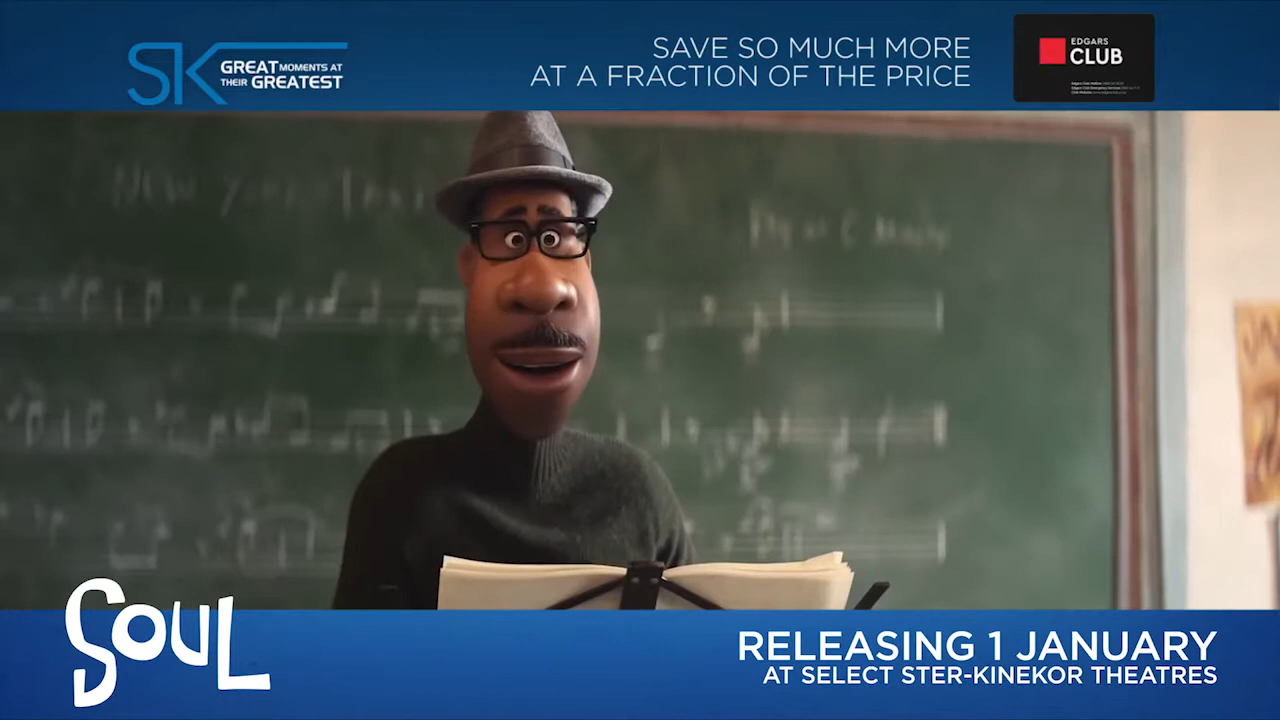 SK
GREAT MOMENTS AT
THEIR GREATEST
SAVE SO MUCH MORE
AT A FRACTION OF THE PRICE
EDGARS
CLUB
SOUL
RELEASING 1 JANUARY
AT SELECT STER-KINEKOR THEATRES